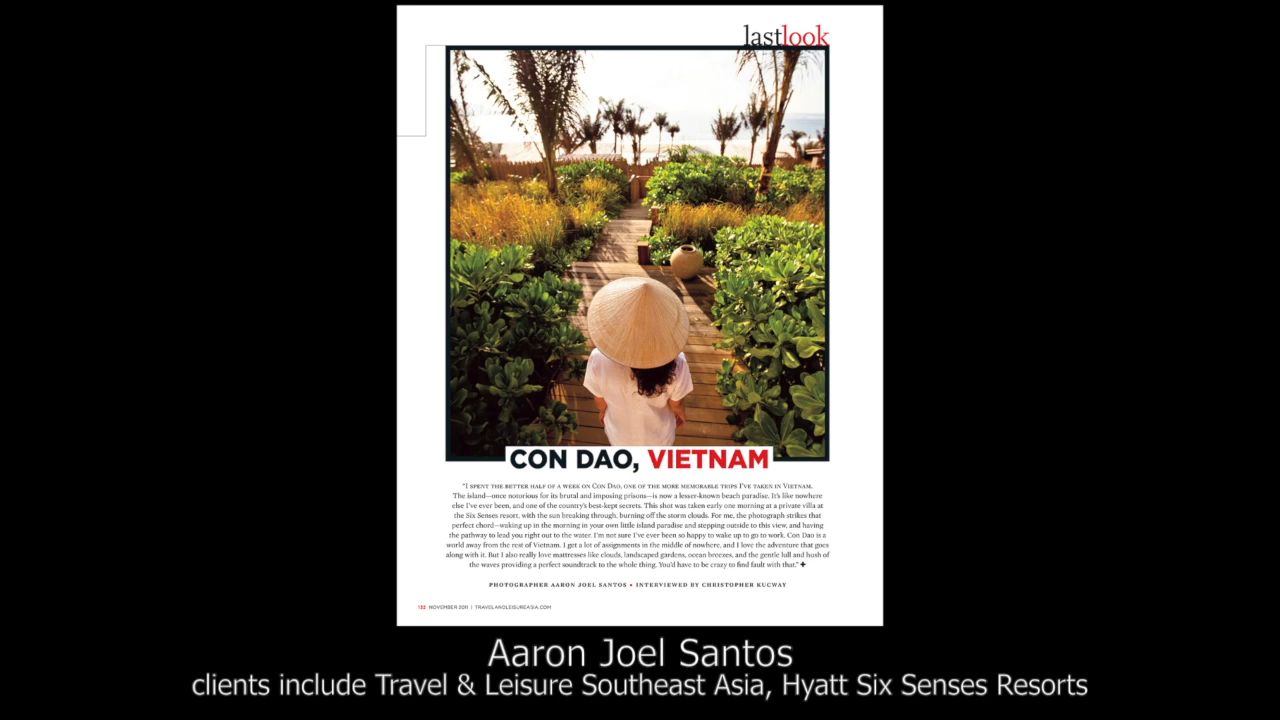 lastlook
CON DAO, VIETNAM
"I SPENT THE BETTER HALF OF A WEEK ON CON DAO, ONE OF THE MORE MEMORABLE TRIPS I'VE TAKEN IN VIETNAM.
The island—once notorious for its brutal and imposing prisons—is now a lesser-known beach paradise. It's like nowhere
else I've ever been, and one of the country's best-kept secrets. This shot was taken early one morning at a private villa at
the Six Senses resort, with the sun breaking through, burning off the storm clouds. For me, the photograph strikes that
perfect chord—waking up in the morning in your own little island paradise and stepping outside to this view, and having
the pathway to lead you right out to the water. I'm not sure I've ever been so happy to wake up to go to work. Con Dao is a
world away from the rest of Vietnam. I get a lot of assignments in the middle of nowhere, and I love the adventure that goes
along with it. But I also really love mattresses like clouds, landscaped gardens, ocean breezes, and the gentle lull and hush of
the waves providing a perfect soundtrack to the whole thing. You'd have to be crazy to find fault with that." ✚
PHOTOGRAPHER AARON JOEL SANTOS • INTERVIEWED BY CHRISTOPHER KUCWAY
132 NOVEMBER 2011 | TRAVELANDLEISUREASIA.COM
Aaron Joel Santos
clients include Travel & Leisure Southeast Asia, Hyatt Six Senses Resorts